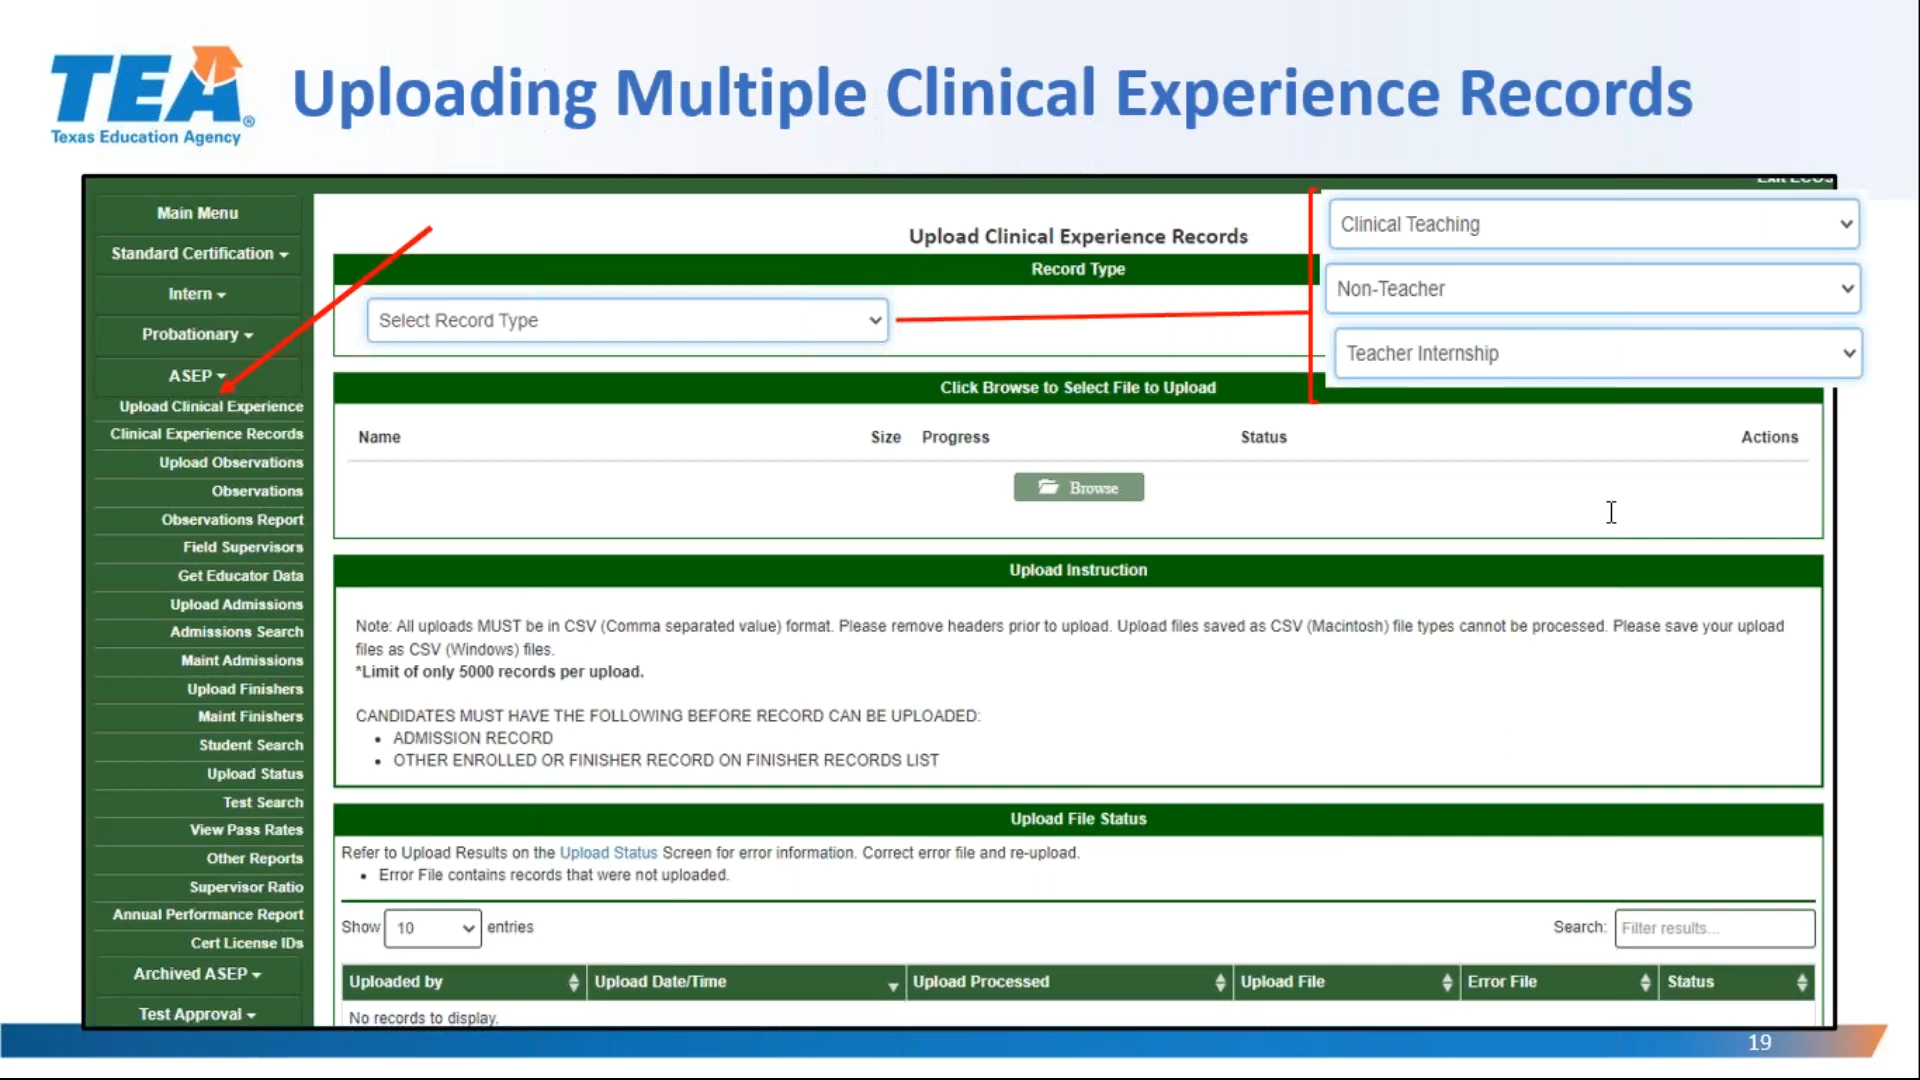 TEA®
Texas Education Agency
Uploading Multiple Clinical Experience Records
Main Menu
Standard Certification
Intern
Probationary
ASEP
Upload Clinical Experience
Clinical Experience Records
Upload Observations
Observations
Observations Report
Field Supervisors
Get Educator Data
Upload Admissions
Admissions Search
Maint Admissions
Upload Finishers
Maint Finishers
Student Search
Upload Status
Test Search
View Pass Rates
Other Reports
Supervisor Ratio
Annual Performance Report
Cert License IDs
Archived ASEP
Test Approval
Upload Clinical Experience Records
Record Type
Select Record Type
Clinical Teaching
Non-Teacher
Teacher Internship
Click Browse to Select File to Upload
Name Size Progress Status Actions
Browse
Upload Instruction
Note: All uploads MUST be in CSV (Comma separated value) format. Please remove headers prior to upload. Upload files saved as CSV (Macintosh) file types cannot be processed. Please save your upload
files as CSV (Windows) files.
*Limit of only 5000 records per upload.
CANDIDATES MUST HAVE THE FOLLOWING BEFORE RECORD CAN BE UPLOADED:
• ADMISSION RECORD
• OTHER ENROLLED OR FINISHER RECORD ON FINISHER RECORDS LIST
Upload File Status
Refer to Upload Results on the Upload Status Screen for error information. Correct error file and re-upload.
• Error File contains records that were not uploaded.
Show 10 entries Search: Filter results...
Uploaded by Upload Date/Time Upload Processed Upload File Error File Status
No records to display.
19